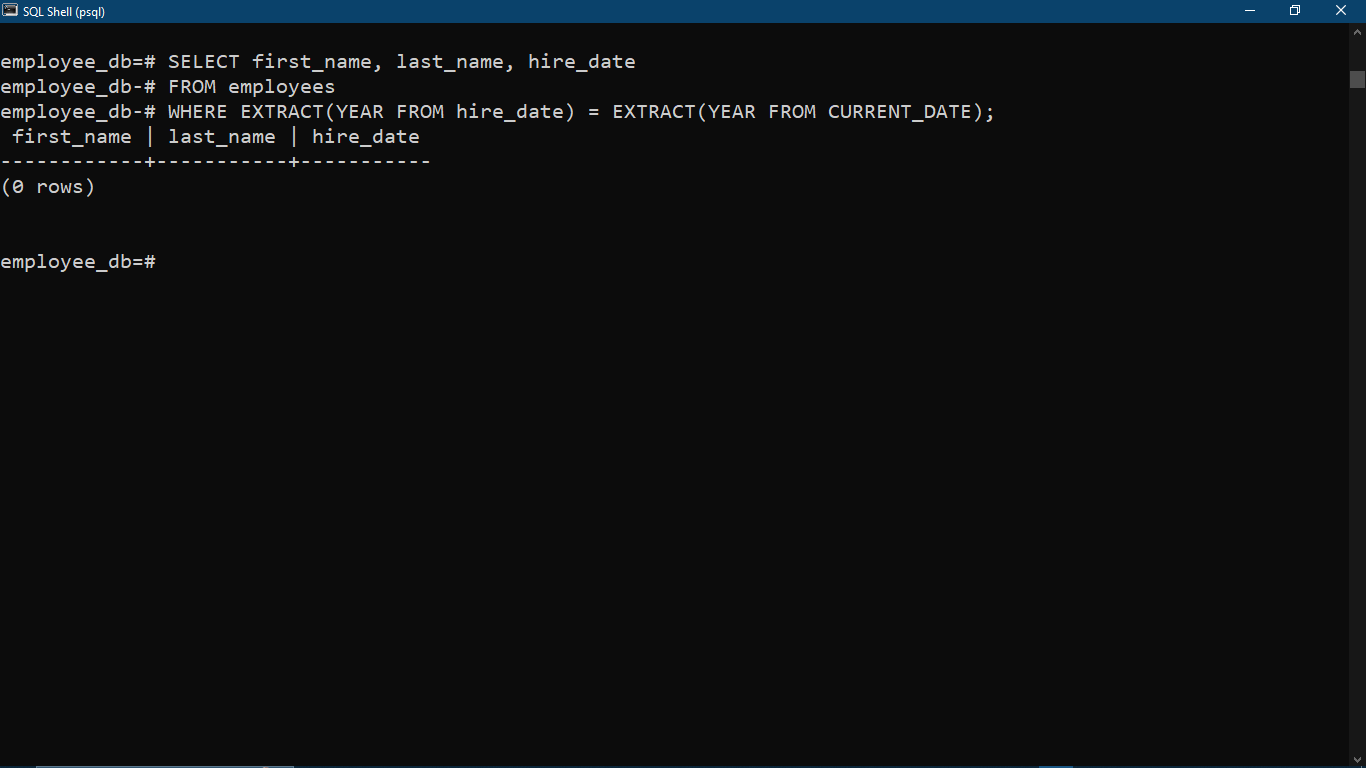 SQL Shell (psql)
employee_db=# SELECT first_name, last_name, hire_date
employee_db-# FROM employees
employee_db-# WHERE EXTRACT(YEAR FROM hire_date) = EXTRACT(YEAR FROM CURRENT_DATE);
 first_name | last_name | hire_date
------------+-----------+-----------
(0 rows)
employee_db=#